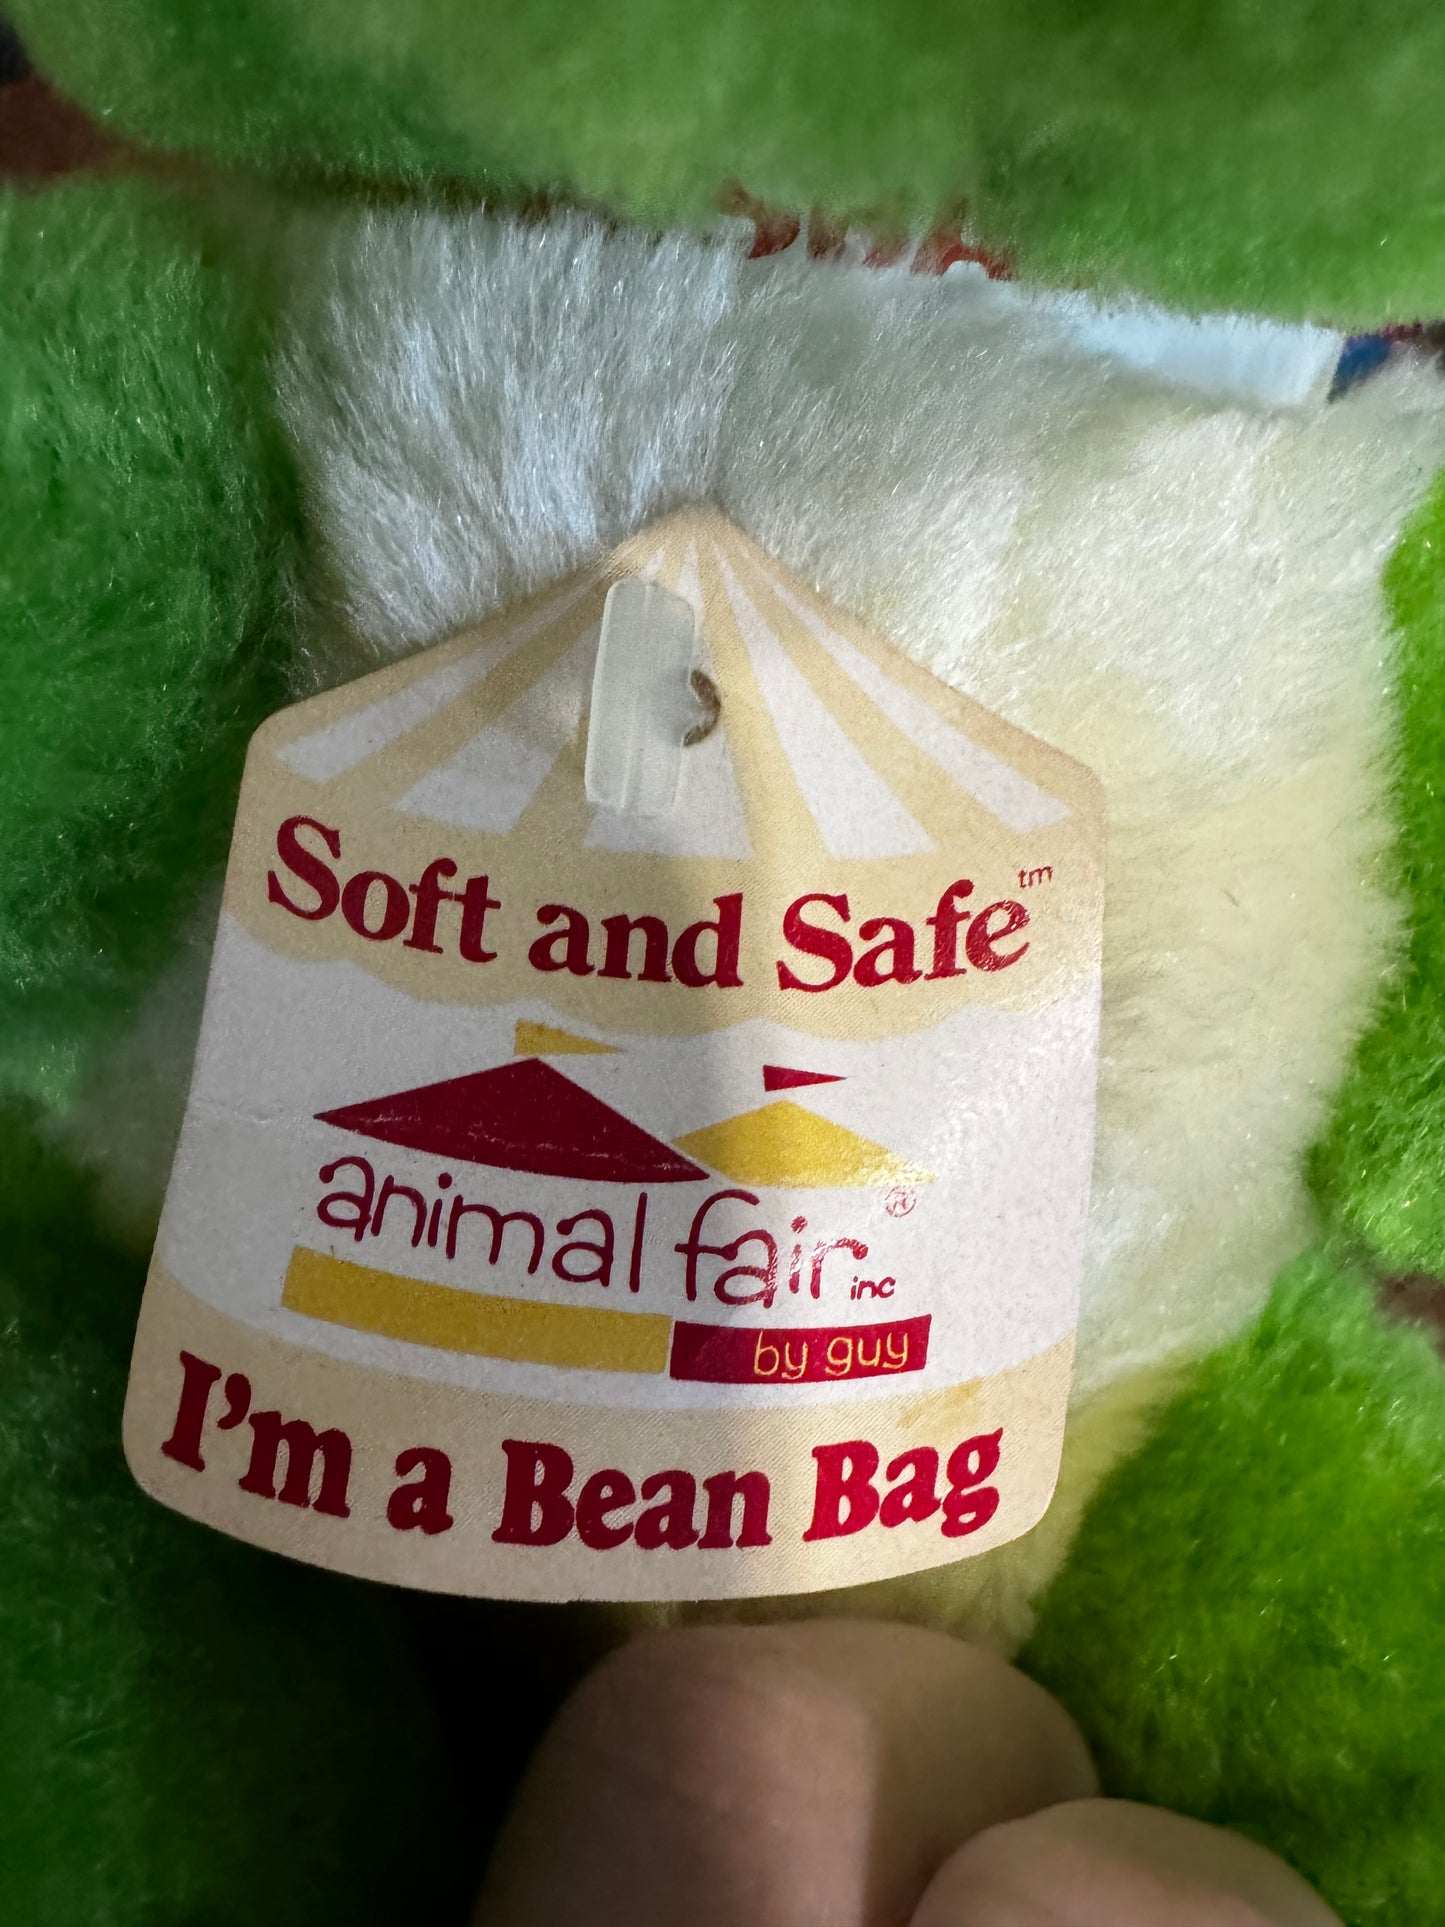 Soft and Safe™
animal fair® inc
by guy
I'm a Bean Bag